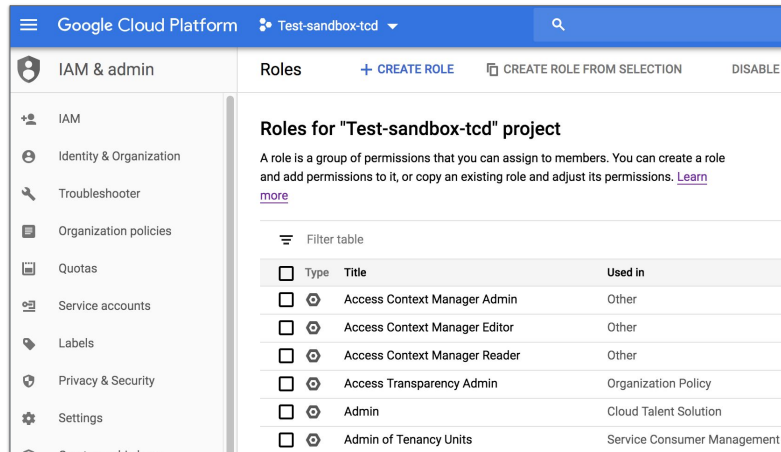 Google Cloud Platform
Test-sandbox-tcd
IAM & admin
IAM
Identity & Organization
Troubleshooter
Organization policies
Quotas
Service accounts
Labels
Privacy & Security
Settings
Roles
CREATE ROLE
CREATE ROLE FROM SELECTION
DISABLE
Roles for "Test-sandbox-tcd" project
A role is a group of permissions that you can assign to members. You can create a role
and add permissions to it, or copy an existing role and adjust its permissions. Learn
more
Filter table
Type Title Used in
Access Context Manager Admin Other
Access Context Manager Editor Other
Access Context Manager Reader Other
Access Transparency Admin Organization Policy
Admin Cloud Talent Solution
Admin of Tenancy Units Service Consumer Management